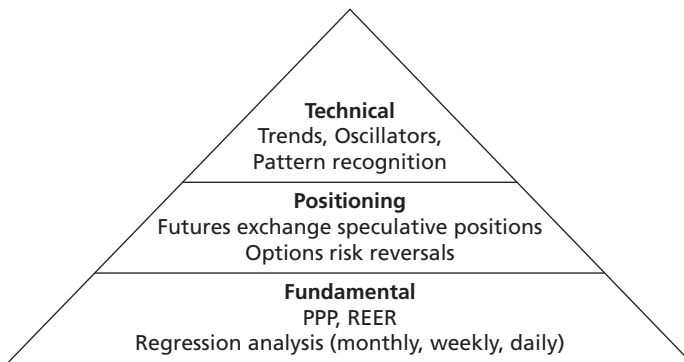 Technical
Trends, Oscillators,
Pattern recognition
Positioning
Futures exchange speculative positions
Options risk reversals
Fundamental
PPP, REER
Regression analysis (monthly, weekly, daily)